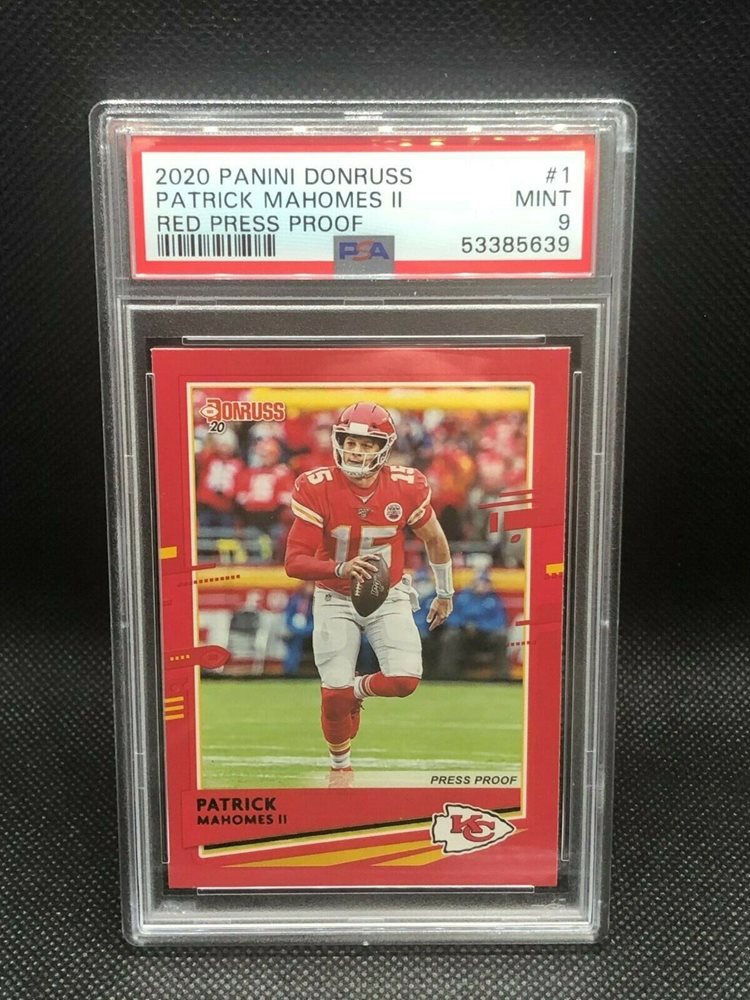 2020 PANINI DONRUSS #1
PATRICK MAHOMES II MINT
RED PRESS PROOF 9
PSA 53385639
DONRUSS
20
15
15
PRESS PROOF
PATRICK
MAHOMES II
KC